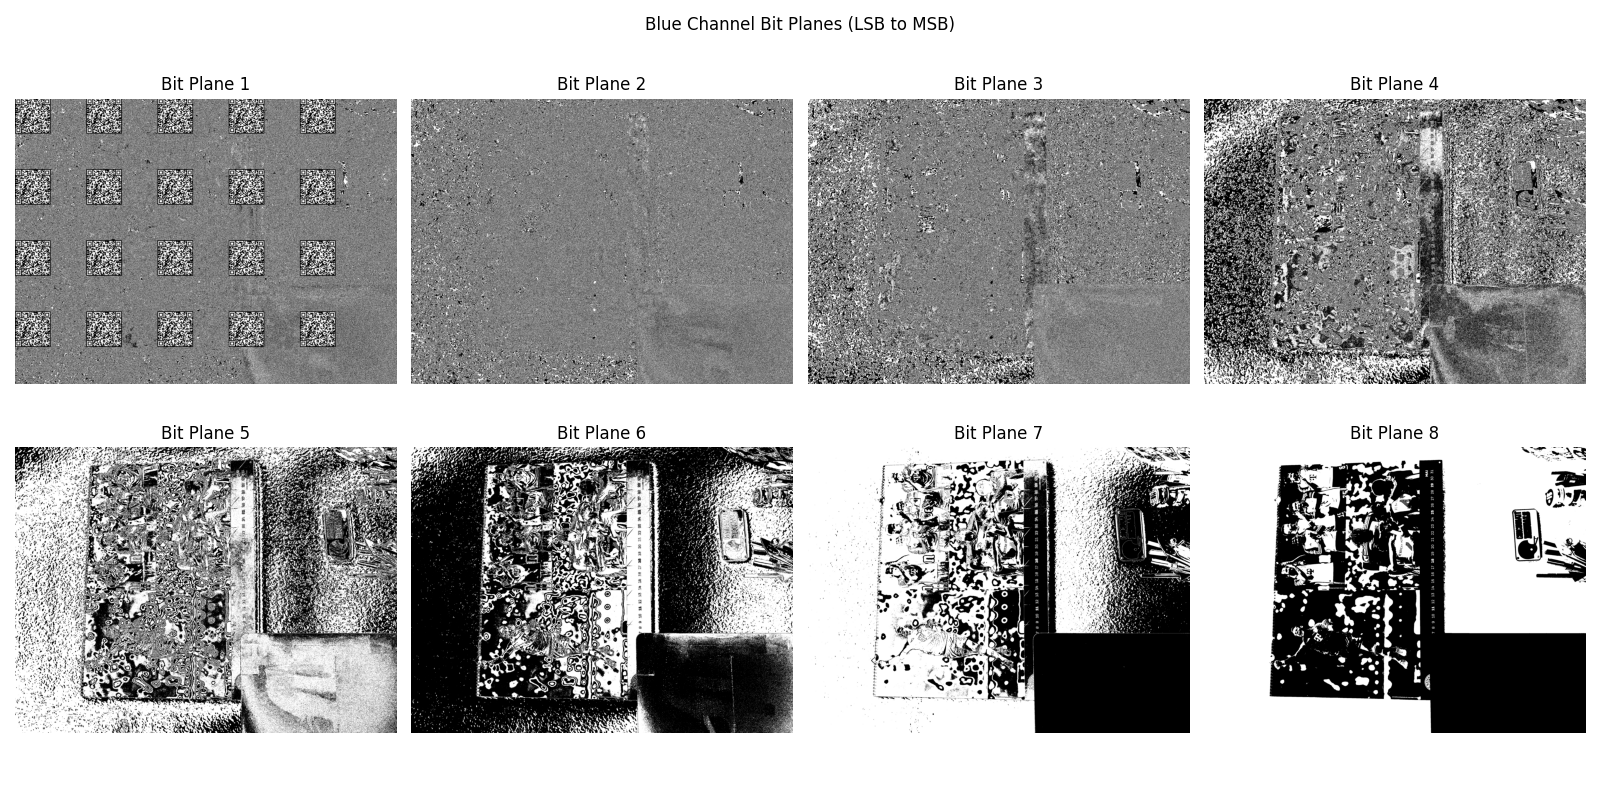 Blue Channel Bit Planes (LSB to MSB)
Bit Plane 1
Bit Plane 2
Bit Plane 3
Bit Plane 4
Bit Plane 5
Bit Plane 6
Bit Plane 7
Bit Plane 8